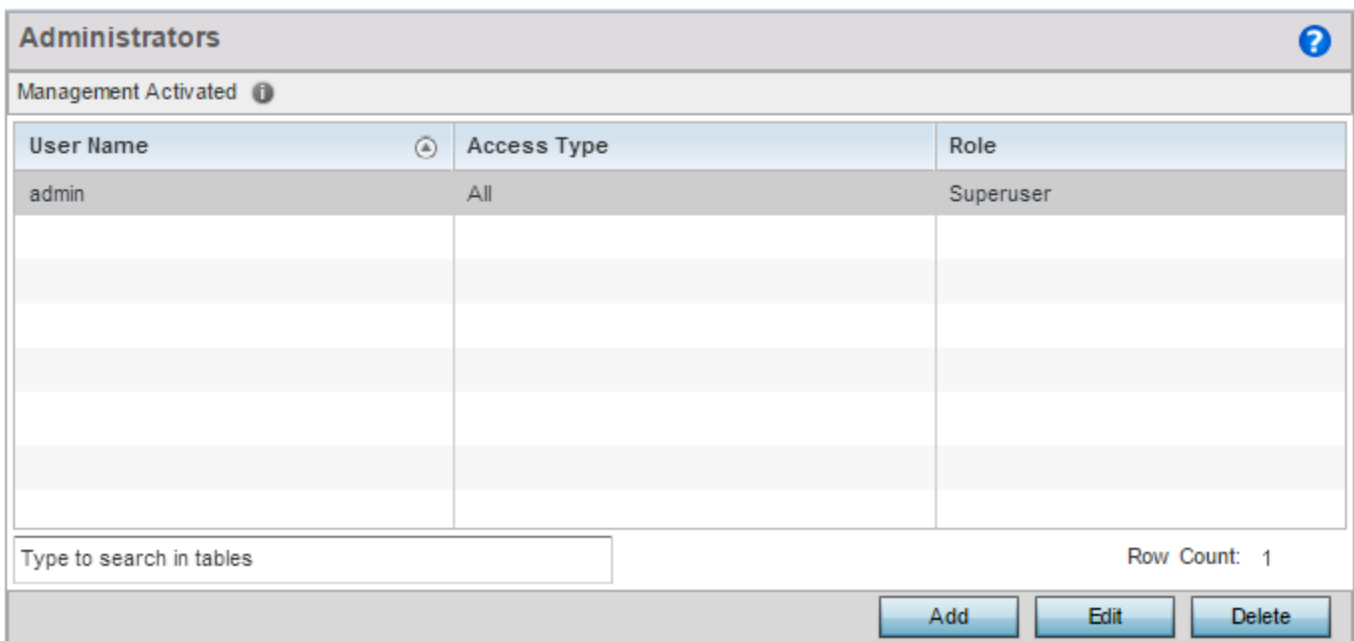 Administrators
Management Activated
User Name Access Type Role
admin All Superuser
Type to search in tables Row Count: 1
Add Edit Delete